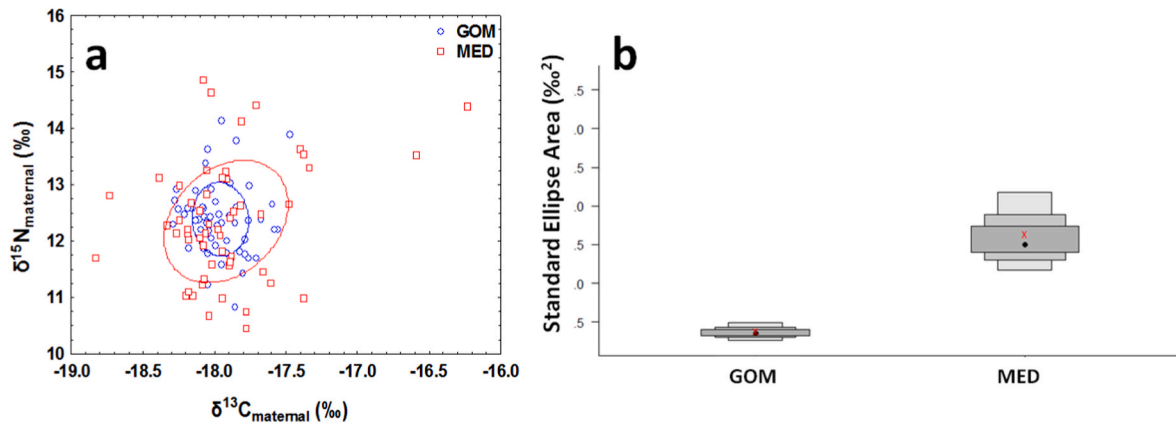 a
GOM
MED
16
15
14
13
12
11
10
δ15Nmaternal (‰)
-19.0 -18.5 -18.0 -17.5 -17.0 -16.5 -16.0
δ13Cmaternal (‰)
b
Standard Ellipse Area (‰²)
.5
.0
.5
.0
.5
.0
.5
GOM MED